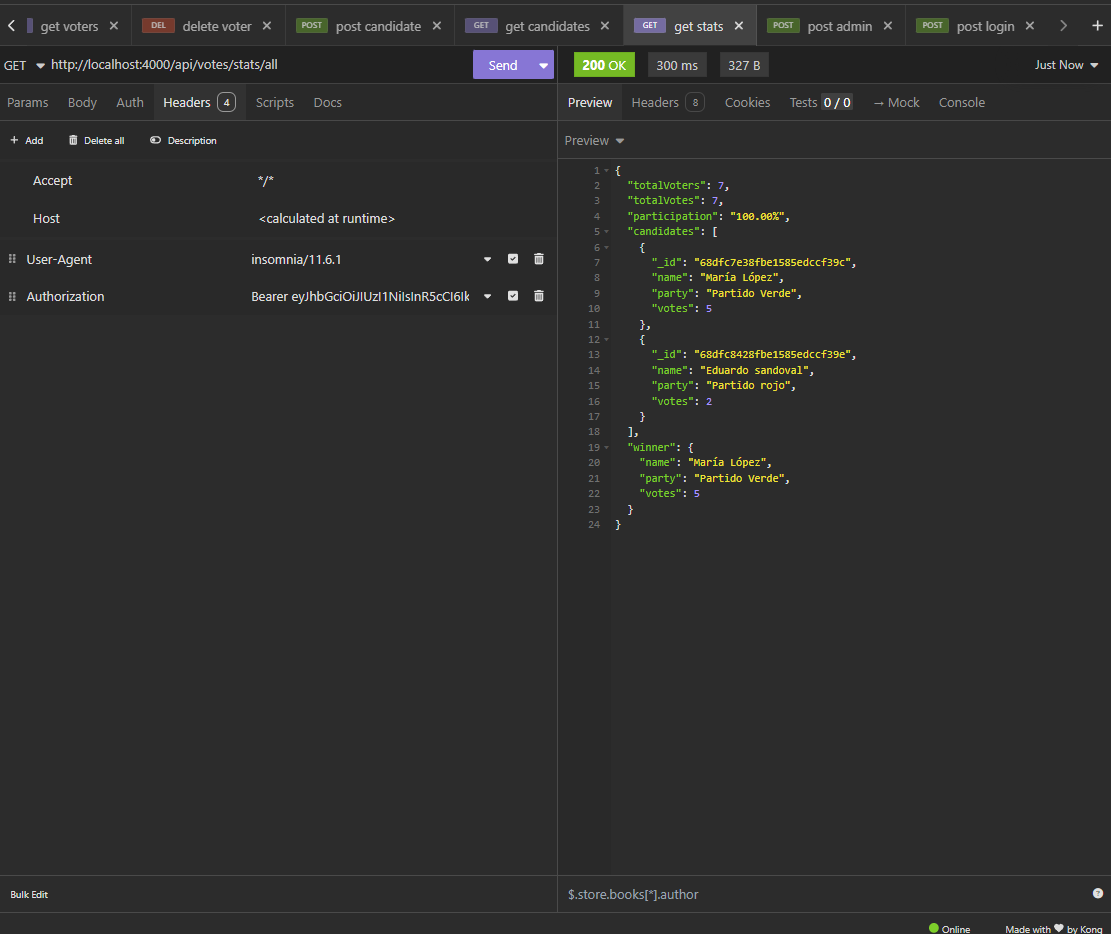 get voters
DEL delete voter
POST post candidate
GET get candidates
GET get stats
POST post admin
POST post login
GET http://localhost:4000/api/votes/stats/all
Send
200 OK
300 ms
327 B
Just Now
Params Body Auth Headers 4 Scripts Docs
Preview Headers 8 Cookies Tests 0 / 0 → Mock Console
+ Add Delete all Description
Preview
Accept */*
Host <calculated at runtime>
User-Agent insomnia/11.6.1
Authorization Bearer eyJhbGciOiJIUzI1NiIsInR5cCI6Ik
1 {
2 "totalVoters": 7,
3 "totalVotes": 7,
4 "participation": "100.00%",
5 "candidates": [
6 {
7 "_id": "68dfc7e38fbe1585edccf39c",
8 "name": "María López",
9 "party": "Partido Verde",
10 "votes": 5
11 },
12 {
13 "_id": "68dfc8428fbe1585edccf39e",
14 "name": "Eduardo sandoval",
15 "party": "Partido rojo",
16 "votes": 2
17 }
18 ],
19 "winner": {
20 "name": "María López",
21 "party": "Partido Verde",
22 "votes": 5
23 }
24 }
Bulk Edit
$.store.books[*].author
Online
Made with ♥ by Kong